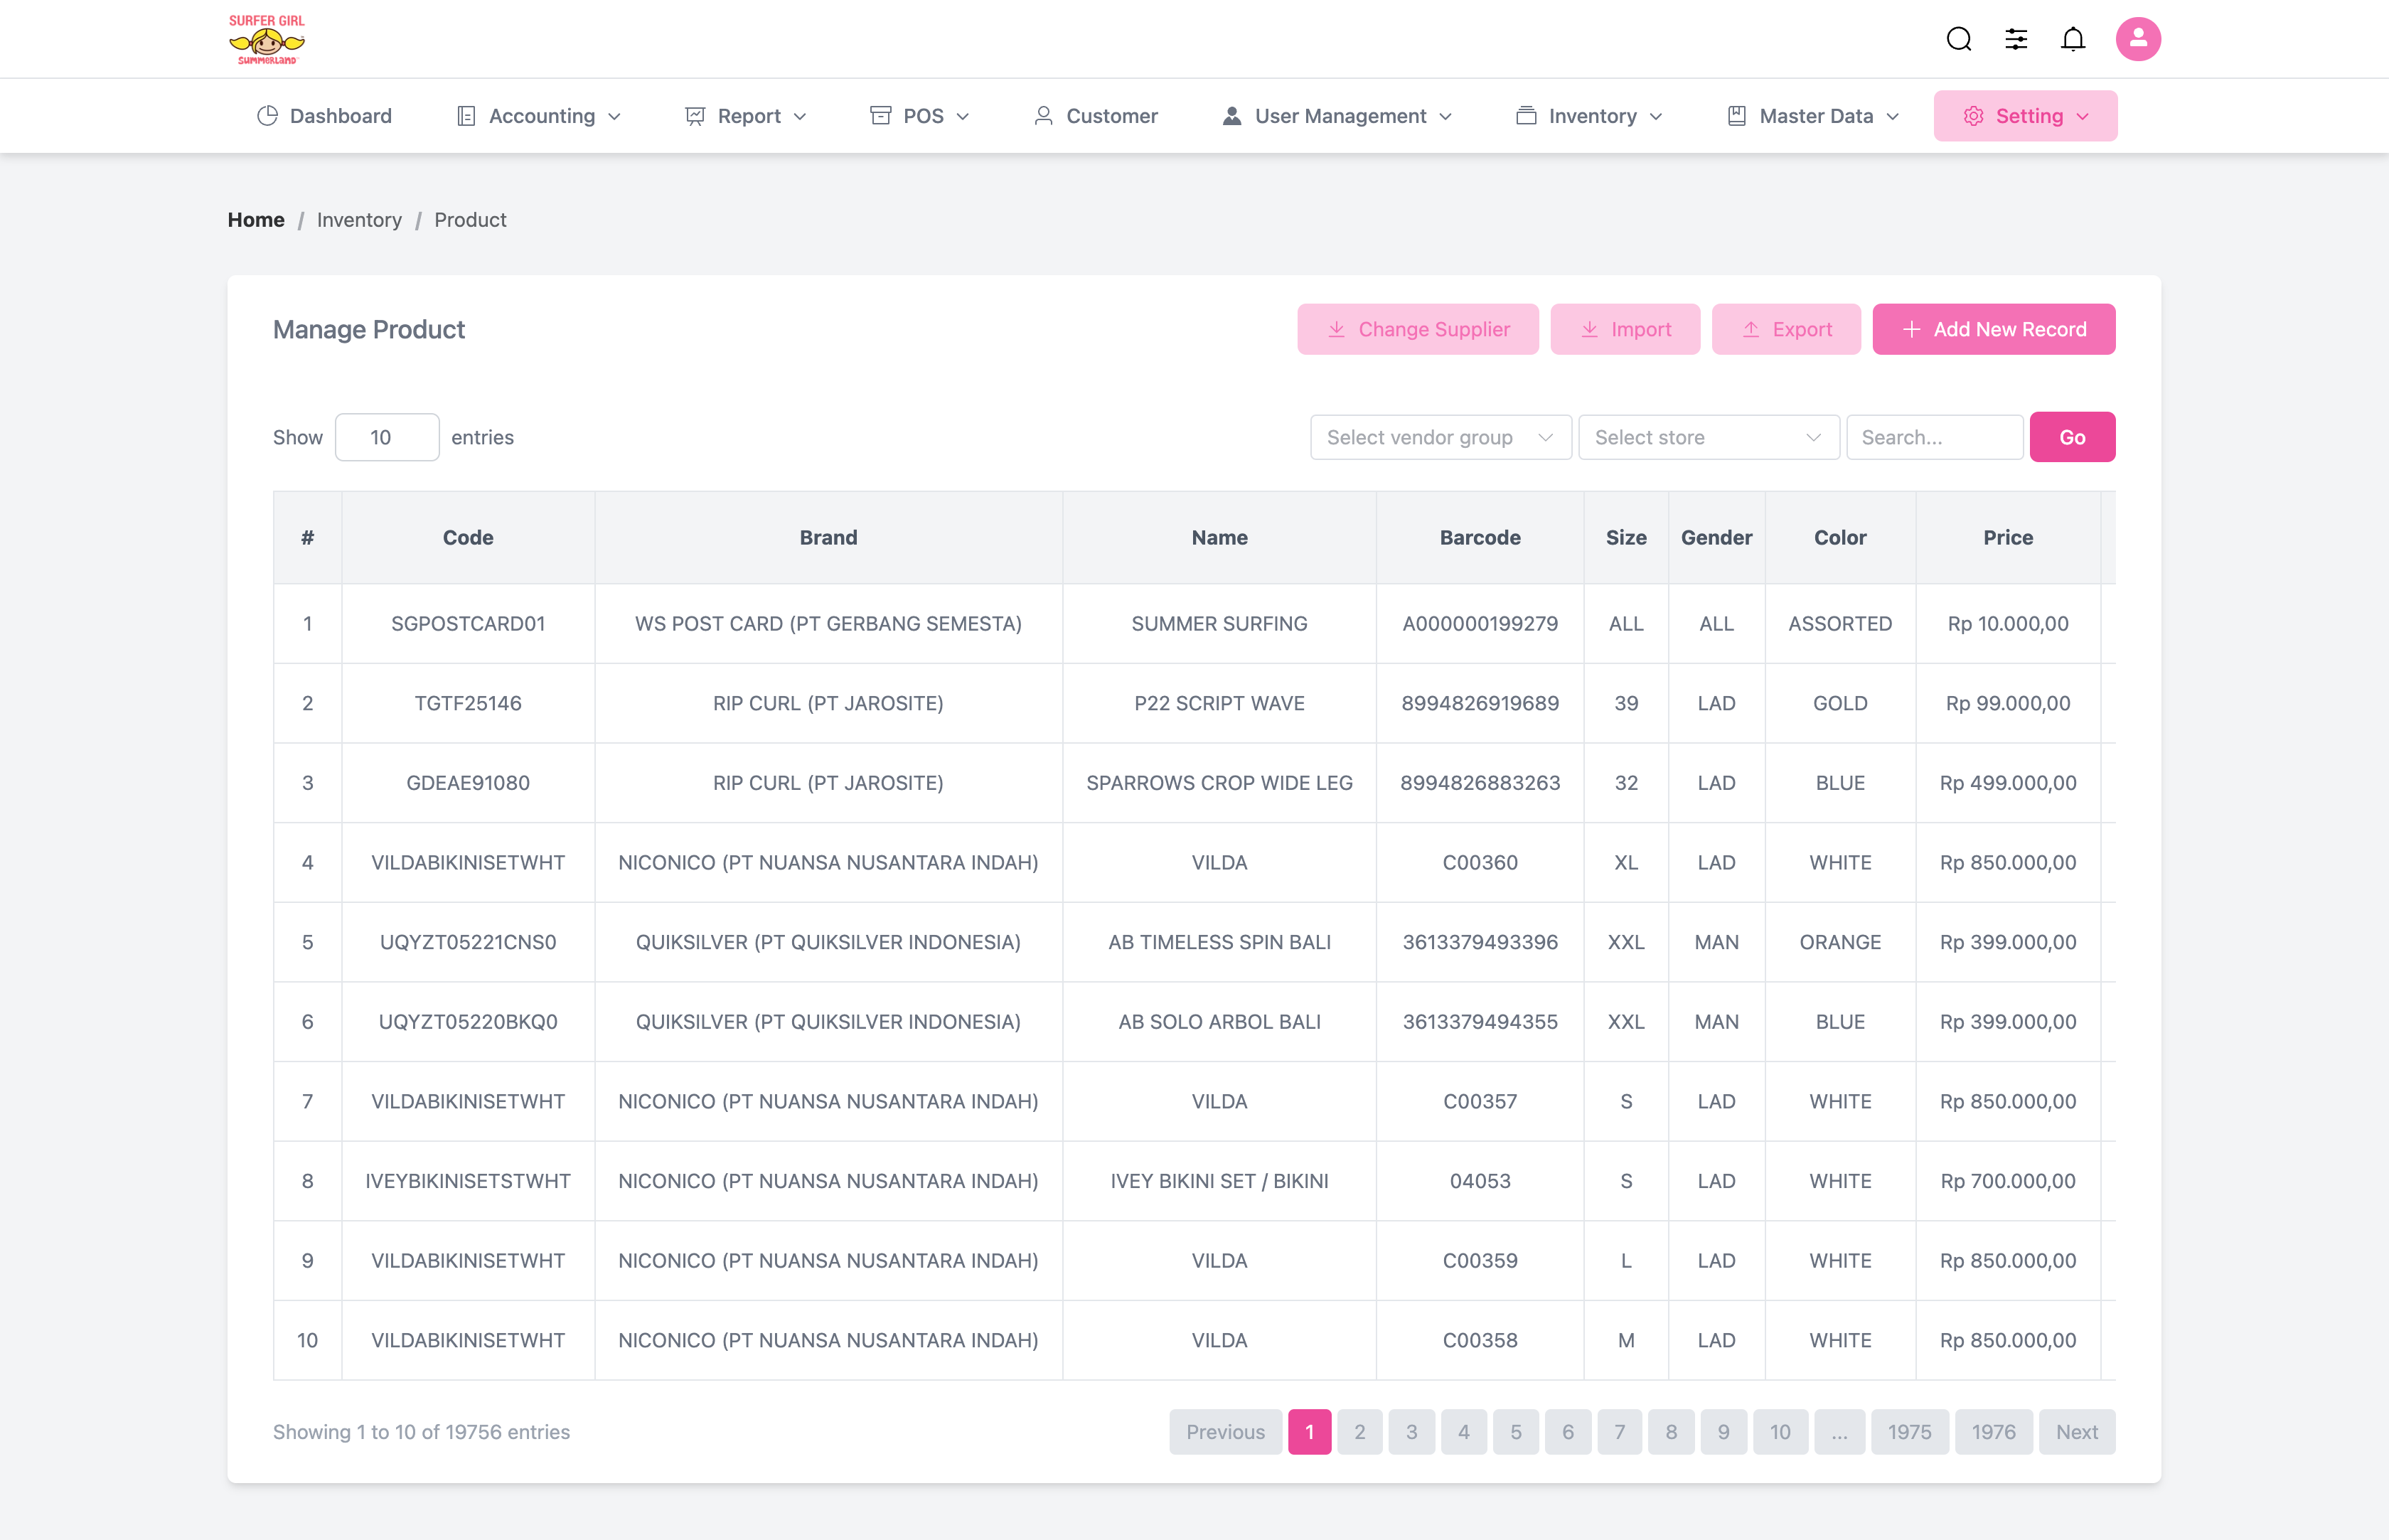 SURFER GIRL
SUMMERLAND
Dashboard Accounting Report POS Customer User Management Inventory Master Data Setting
Home / Inventory / Product
Manage Product Change Supplier Import Export Add New Record
Show 10 entries Select vendor group Select store Search... Go
# Code Brand Name Barcode Size Gender Color Price
1 SGPOSTCARD01 WS POST CARD (PT GERBANG SEMESTA) SUMMER SURFING A000000199279 ALL ALL ASSORTED Rp 10.000,00
2 TGTF25146 RIP CURL (PT JAROSITE) P22 SCRIPT WAVE 8994826919689 39 LAD GOLD Rp 99.000,00
3 GDEAE91080 RIP CURL (PT JAROSITE) SPARROWS CROP WIDE LEG 8994826883263 32 LAD BLUE Rp 499.000,00
4 VILDABIKINISETWHT NICONICO (PT NUANSA NUSANTARA INDAH) VILDA C00360 XL LAD WHITE Rp 850.000,00
5 UQYZT05221CNS0 QUIKSILVER (PT QUIKSILVER INDONESIA) AB TIMELESS SPIN BALI 3613379493396 XXL MAN ORANGE Rp 399.000,00
6 UQYZT05220BKQ0 QUIKSILVER (PT QUIKSILVER INDONESIA) AB SOLO ARBOL BALI 3613379494355 XXL MAN BLUE Rp 399.000,00
7 VILDABIKINISETWHT NICONICO (PT NUANSA NUSANTARA INDAH) VILDA C00357 S LAD WHITE Rp 850.000,00
8 IVEYBIKINISETSTWHT NICONICO (PT NUANSA NUSANTARA INDAH) IVEY BIKINI SET / BIKINI 04053 S LAD WHITE Rp 700.000,00
9 VILDABIKINISETWHT NICONICO (PT NUANSA NUSANTARA INDAH) VILDA C00359 L LAD WHITE Rp 850.000,00
10 VILDABIKINISETWHT NICONICO (PT NUANSA NUSANTARA INDAH) VILDA C00358 M LAD WHITE Rp 850.000,00
Showing 1 to 10 of 19756 entries Previous 1 2 3 4 5 6 7 8 9 10 ... 1975 1976 Next